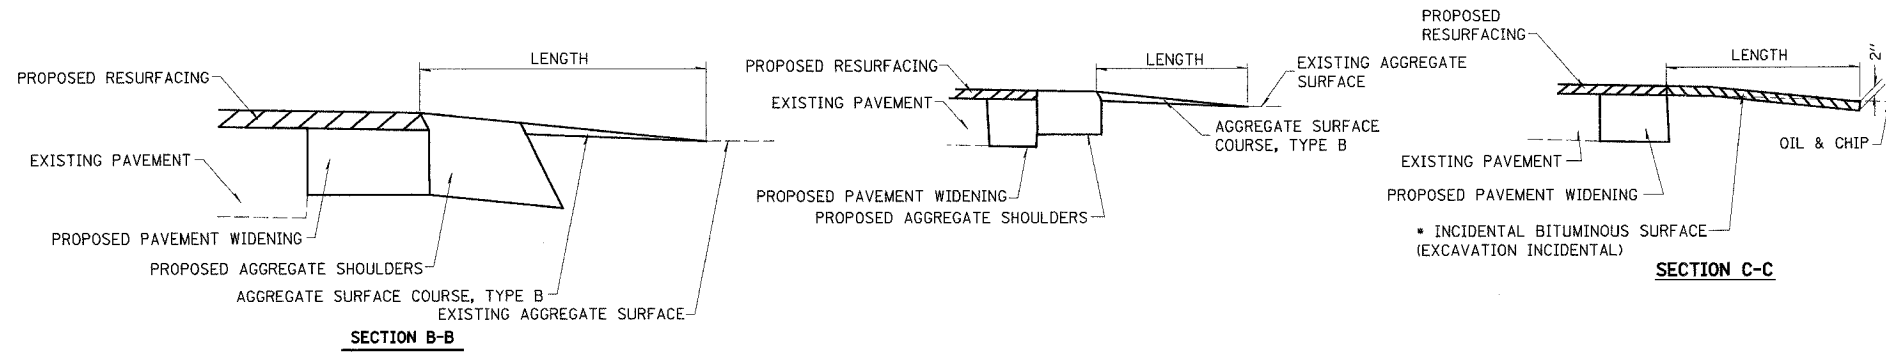 LENGTH
PROPOSED RESURFACING
EXISTING PAVEMENT
PROPOSED PAVEMENT WIDENING
PROPOSED AGGREGATE SHOULDERS
AGGREGATE SURFACE COURSE, TYPE B
EXISTING AGGREGATE SURFACE
SECTION B-B
LENGTH
PROPOSED RESURFACING
EXISTING AGGREGATE
SURFACE
EXISTING PAVEMENT
AGGREGATE SURFACE
COURSE, TYPE B
PROPOSED PAVEMENT WIDENING
PROPOSED AGGREGATE SHOULDERS
PROPOSED
RESURFACING
LENGTH
2"
OIL & CHIP
EXISTING PAVEMENT
PROPOSED PAVEMENT WIDENING
* INCIDENTAL BITUMINOUS SURFACE
(EXCAVATION INCIDENTAL)
SECTION C-C